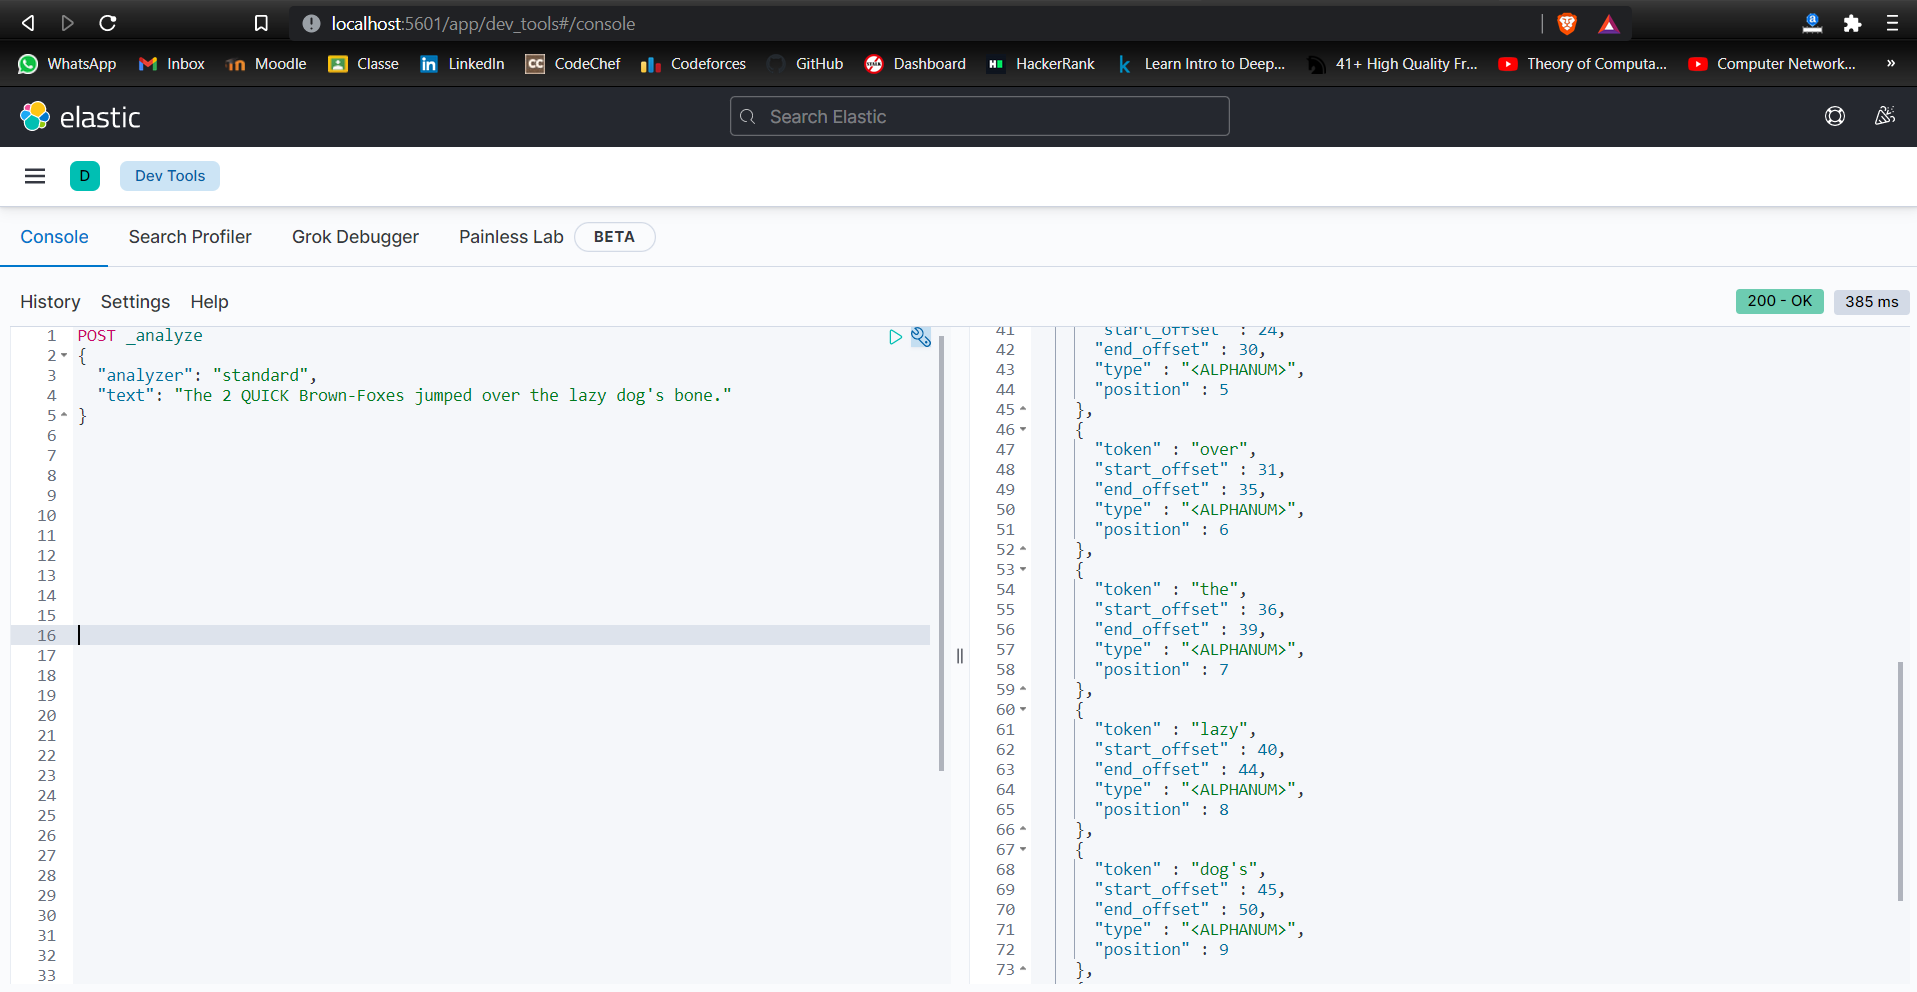 localhost:5601/app/dev_tools#/console
WhatsApp Inbox Moodle Classe LinkedIn CodeChef Codeforces GitHub Dashboard HackerRank Learn Intro to Deep... 41+ High Quality Fr... Theory of Computa... Computer Network... »
elastic
Search Elastic
D Dev Tools
Console Search Profiler Grok Debugger Painless Lab BETA
History Settings Help
200 - OK 385 ms
1 POST _analyze
2 {
3 "analyzer": "standard",
4 "text": "The 2 QUICK Brown-Foxes jumped over the lazy dog's bone."
5 }
6
7
8
9
10
11
12
13
14
15
16
17
18
19
20
21
22
23
24
25
26
27
28
29
30
31
32
33
41 "start_offset" : 24,
42 "end_offset" : 30,
43 "type" : "<ALPHANUM>",
44 "position" : 5
45 },
46 {
47 "token" : "over",
48 "start_offset" : 31,
49 "end_offset" : 35,
50 "type" : "<ALPHANUM>",
51 "position" : 6
52 },
53 {
54 "token" : "the",
55 "start_offset" : 36,
56 "end_offset" : 39,
57 "type" : "<ALPHANUM>",
58 "position" : 7
59 },
60 {
61 "token" : "lazy",
62 "start_offset" : 40,
63 "end_offset" : 44,
64 "type" : "<ALPHANUM>",
65 "position" : 8
66 },
67 {
68 "token" : "dog's",
69 "start_offset" : 45,
70 "end_offset" : 50,
71 "type" : "<ALPHANUM>",
72 "position" : 9
73 },